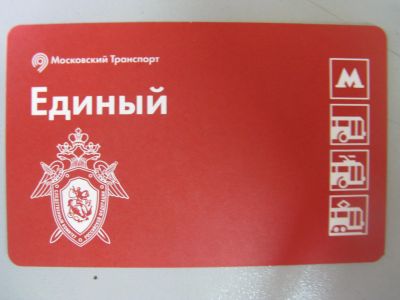 Московский Транспорт
М
Единый